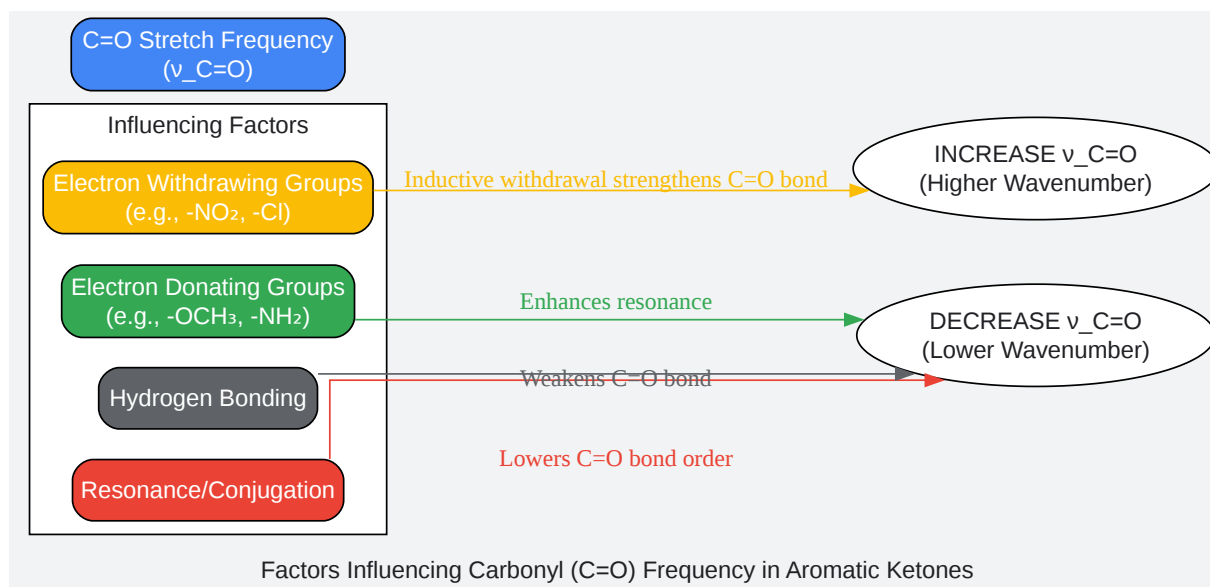 C=O Stretch Frequency
(ν_C=O)
Influencing Factors
Electron Withdrawing Groups
(e.g., -NO₂, -Cl)
Inductive withdrawal strengthens C=O bond
INCREASE ν_C=O
(Higher Wavenumber)
Electron Donating Groups
(e.g., -OCH₃, -NH₂)
Enhances resonance
DECREASE ν_C=O
(Lower Wavenumber)
Hydrogen Bonding
Weakens C=O bond
Resonance/Conjugation
Lowers C=O bond order
Factors Influencing Carbonyl (C=O) Frequency in Aromatic Ketones